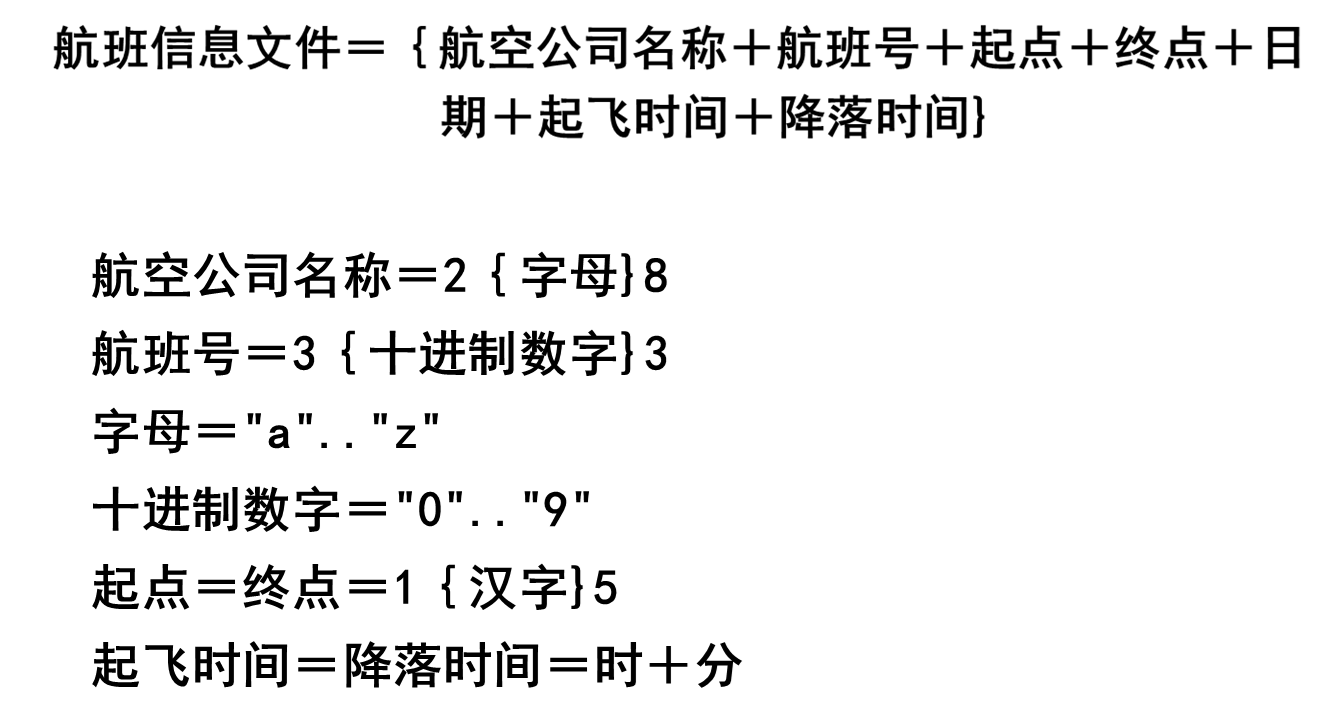 航班信息文件＝｛航空公司名称＋航班号＋起点＋终点＋日
期＋起飞时间＋降落时间}
航空公司名称＝2｛字母}8
航班号＝3｛十进制数字}3
字母＝"a".."z"
十进制数字＝"0".."9"
起点＝终点＝1｛汉字}5
起飞时间＝降落时间＝时＋分